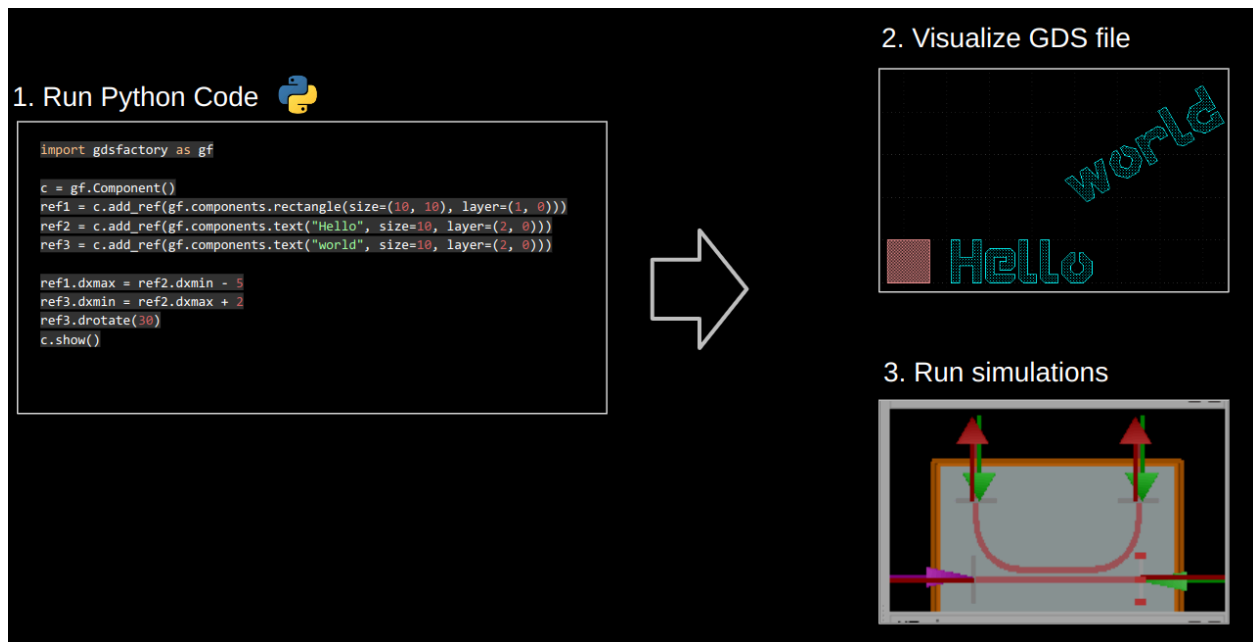 1. Run Python Code
import gdsfactory as gf
c = gf.Component()
ref1 = c.add_ref(gf.components.rectangle(size=(10, 10), layer=(1, 0)))
ref2 = c.add_ref(gf.components.text("Hello", size=10, layer=(2, 0)))
ref3 = c.add_ref(gf.components.text("world", size=10, layer=(2, 0)))
ref1.dxmax = ref2.dxmin - 5
ref3.dxmin = ref2.dxmax + 2
ref3.drotate(30)
c.show()
2. Visualize GDS file
world
Hello
3. Run simulations